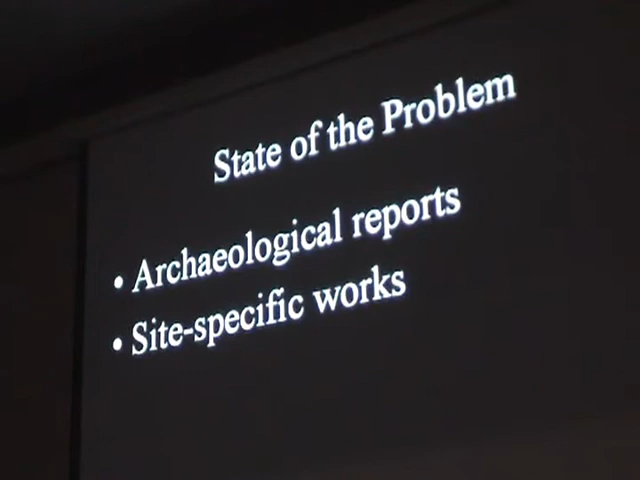 State of the Problem
• Archaeological reports
• Site-specific works